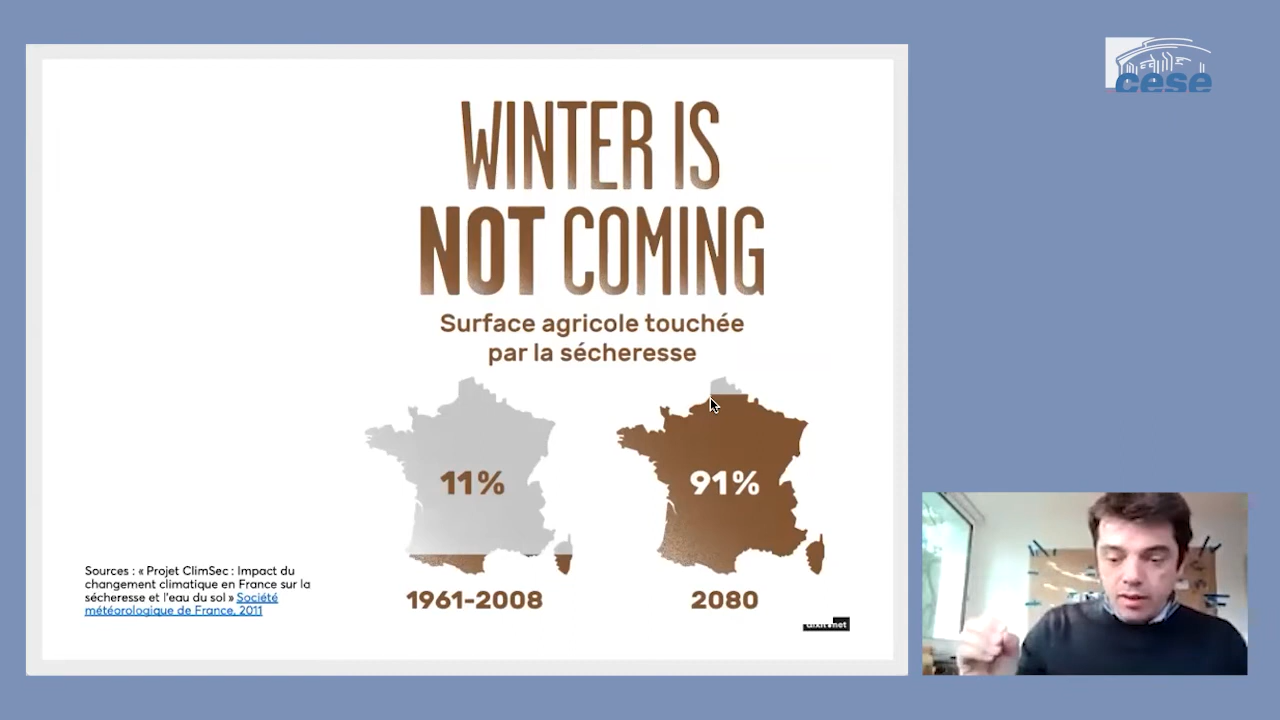 cese
WINTER IS
NOT COMING
Surface agricole touchée
par la sécheresse
11%
91%
1961-2008
2080
Sources : « Projet ClimSec : Impact du
changement climatique en France sur la
sécheresse et l'eau du sol » Société
météorologique de France, 2011